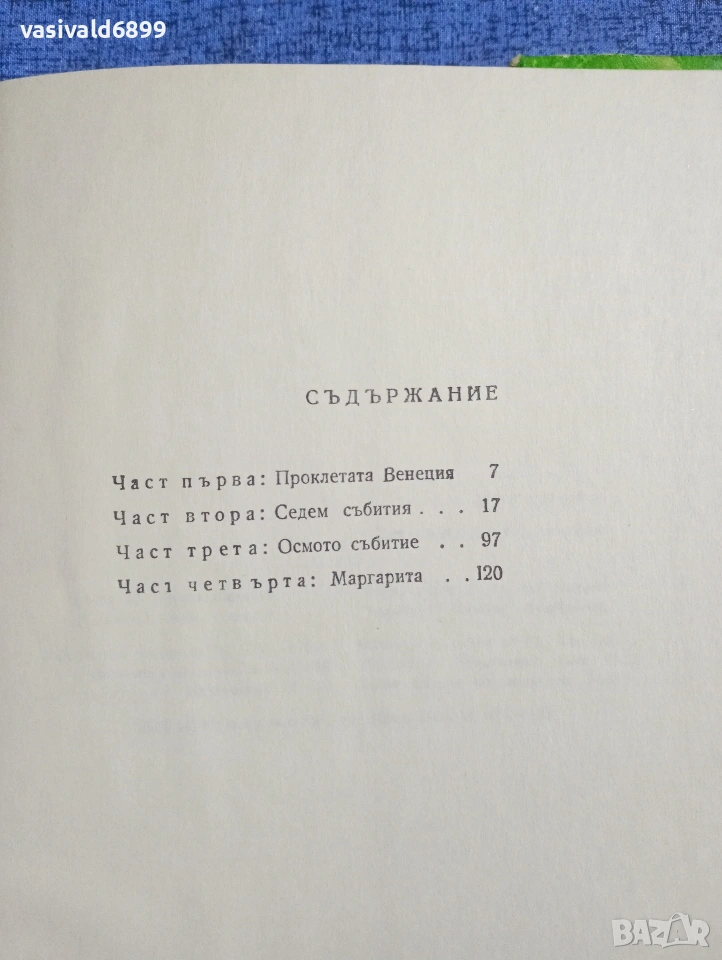 vasivald6899
СЪДЪРЖАНИЕ
Част първа: Проклетата Венеция 7
Част втора: Седем събития . . . 17
Част трета: Осмото събитие . . 97
Част четвърта: Маргарита . . 120
BAZAR